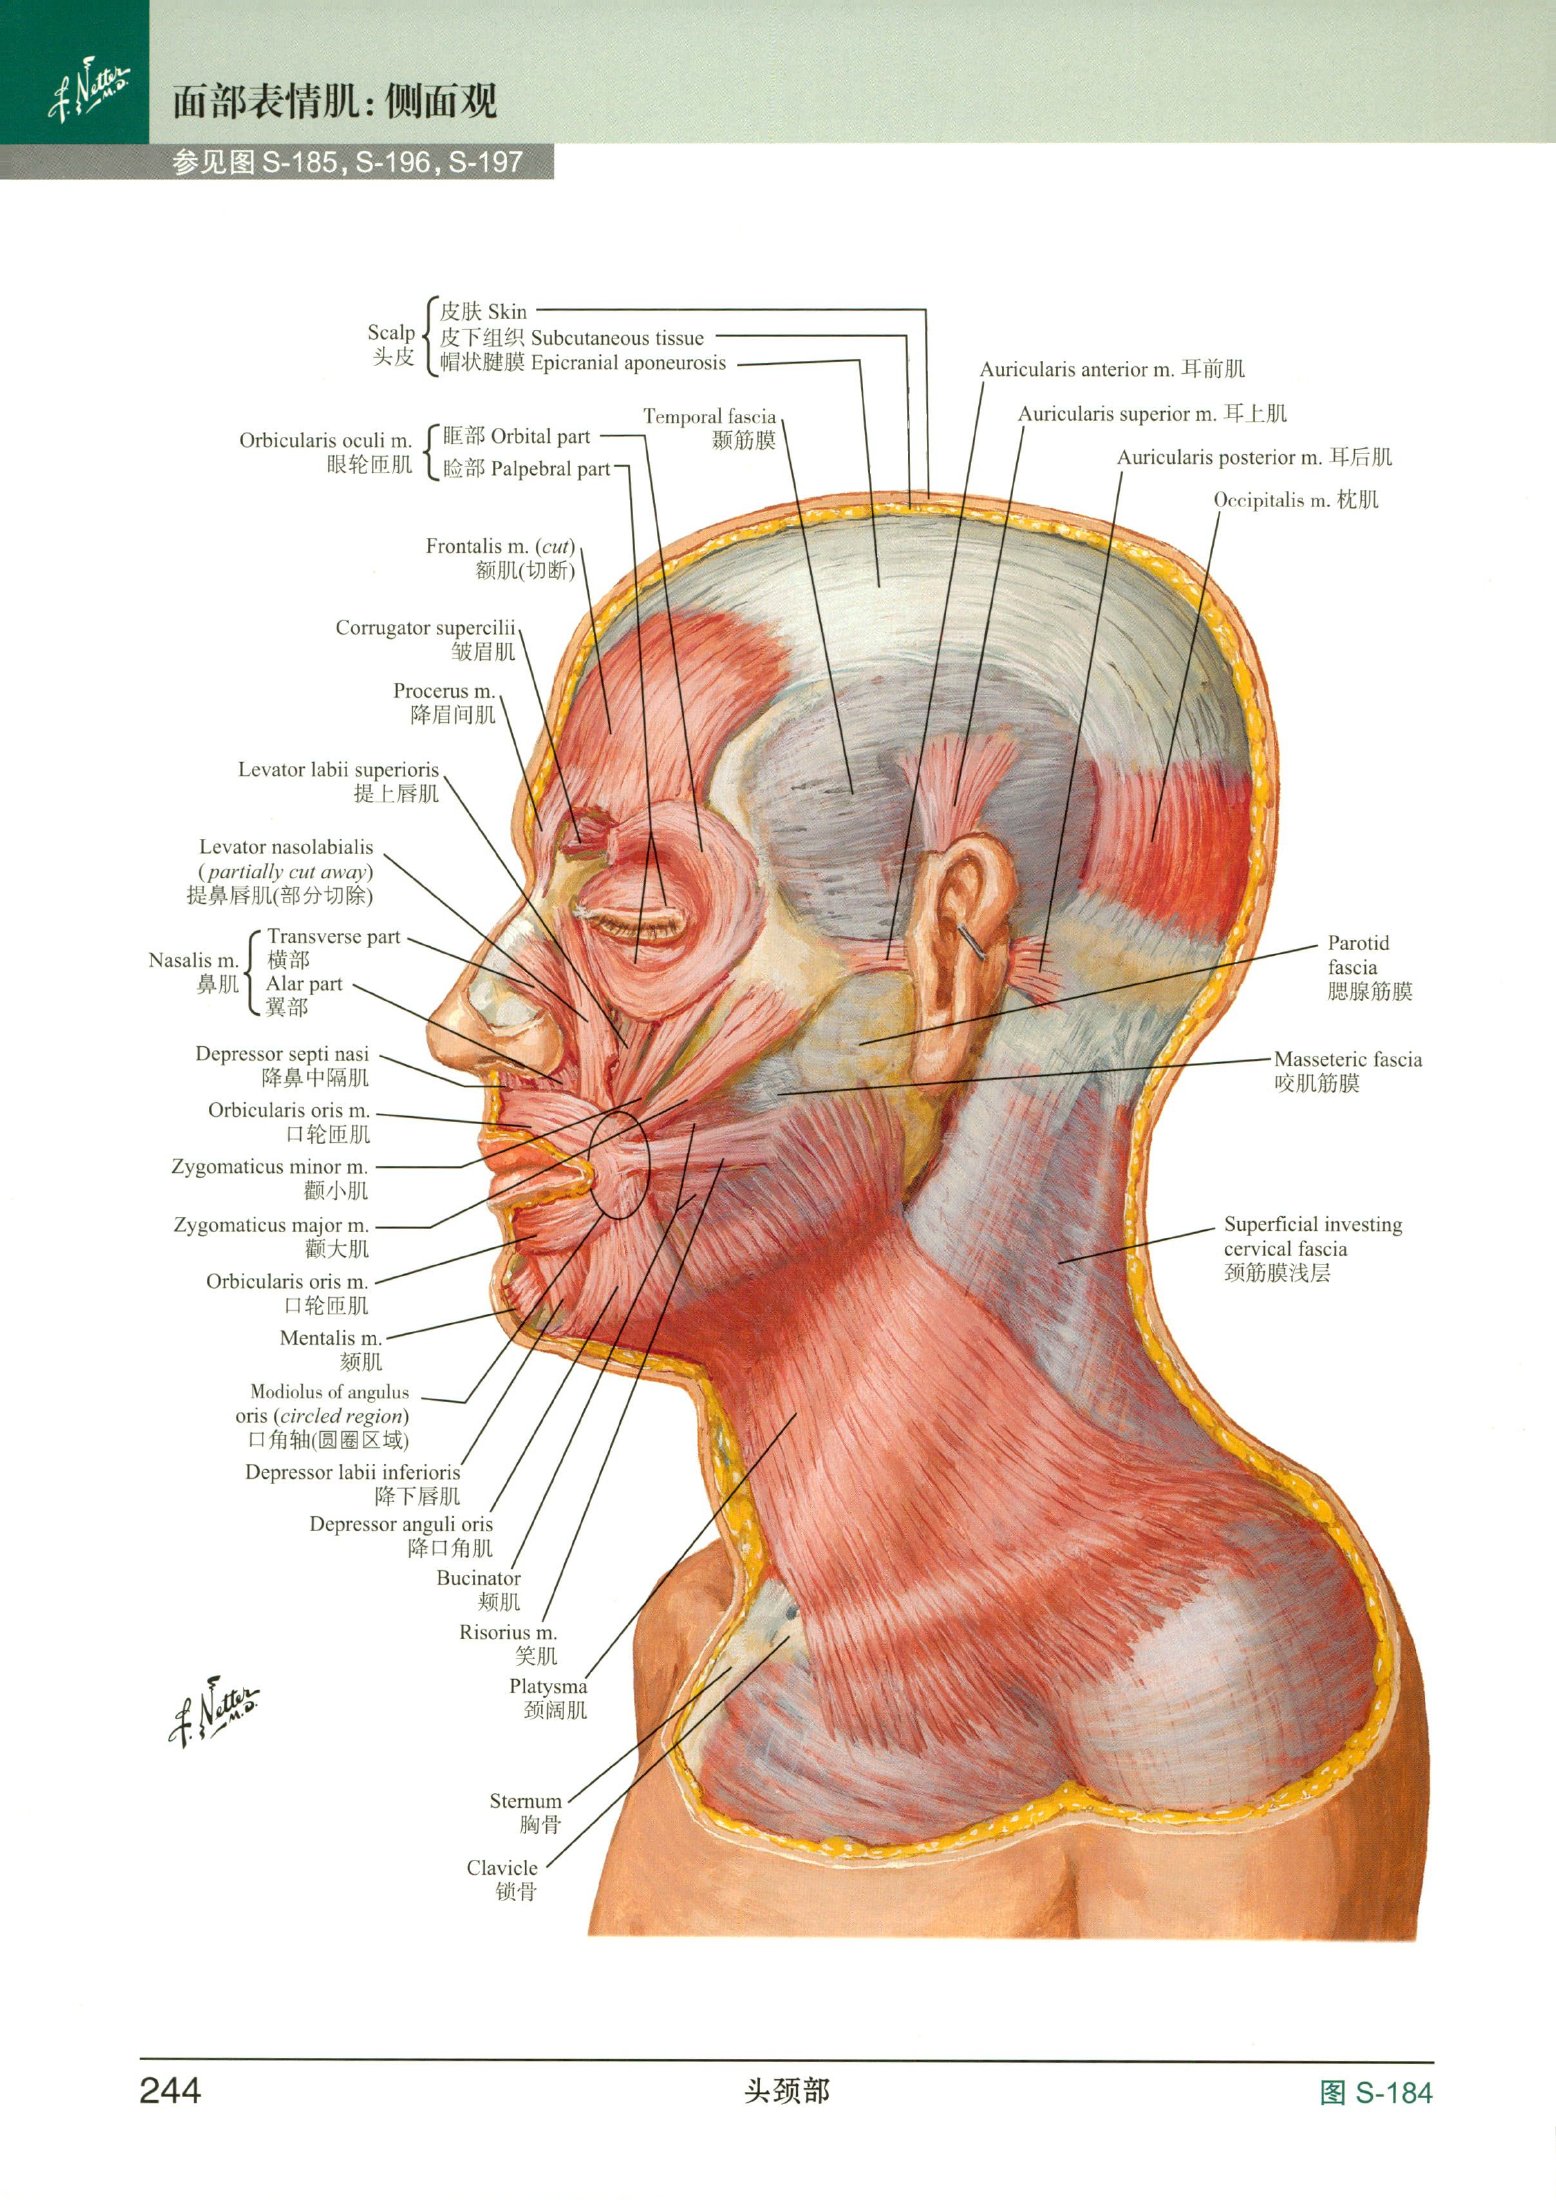 F. Netter M.D.
面部表情肌：侧面观
参见图 S-185, S-196, S-197
Scalp
头皮
皮肤 Skin
皮下组织 Subcutaneous tissue
帽状腱膜 Epicranial aponeurosis
Orbicularis oculi m.
眼轮匝肌
眶部 Orbital part
睑部 Palpebral part
Temporal fascia
颞筋膜
Auricularis anterior m. 耳前肌
Auricularis superior m. 耳上肌
Auricularis posterior m. 耳后肌
Occipitalis m. 枕肌
Frontalis m. (cut)
额肌(切断)
Corrugator supercilii
皱眉肌
Procerus m.
降眉间肌
Levator labii superioris
提上唇肌
Levator nasolabialis
(partially cut away)
提鼻唇肌(部分切除)
Nasalis m.
鼻肌
Transverse part
横部
Alar part
翼部
Depressor septi nasi
降鼻中隔肌
Orbicularis oris m.
口轮匝肌
Zygomaticus minor m.
颧小肌
Zygomaticus major m.
颧大肌
Orbicularis oris m.
口轮匝肌
Mentalis m.
颏肌
Modiolus of angulus
oris (circled region)
口角轴(圆圈区域)
Depressor labii inferioris
降下唇肌
Depressor anguli oris
降口角肌
Bucinator
颊肌
Risorius m.
笑肌
Platysma
颈阔肌
Sternum
胸骨
Clavicle
锁骨
Parotid
fascia
腮腺筋膜
Masseteric fascia
咬肌筋膜
Superficial investing
cervical fascia
颈筋膜浅层
F. Netter M.D.
244
头颈部
图 S-184